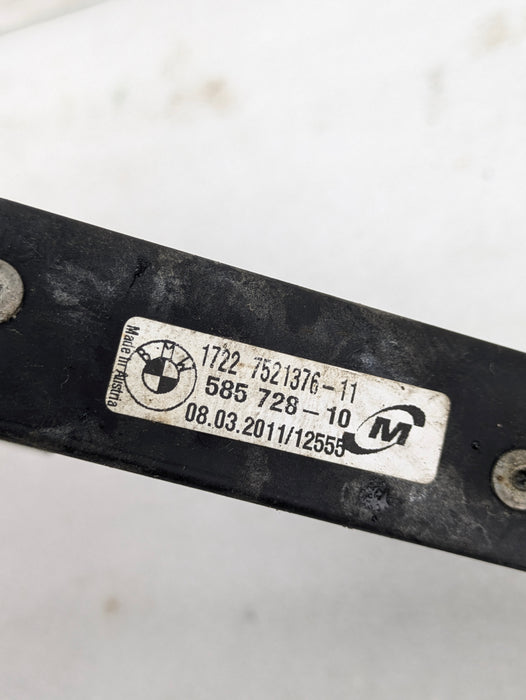 Made in Austria
BMW
1722 7521376-11
585 728-10
08.03.2011/12555
M